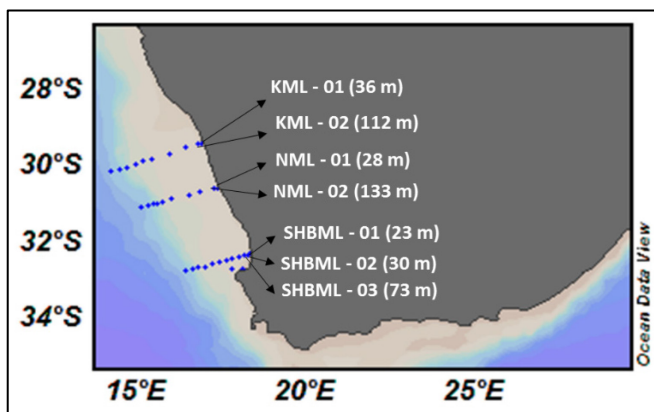 28°S
30°S
32°S
34°S
KML - 01 (36 m)
KML - 02 (112 m)
NML - 01 (28 m)
NML - 02 (133 m)
SHBML - 01 (23 m)
SHBML - 02 (30 m)
SHBML - 03 (73 m)
15°E
20°E
25°E
Ocean Data View